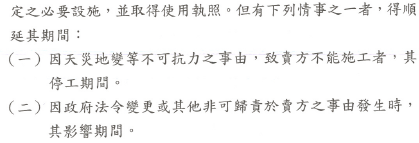 定之必要設施，並取得使用執照。但有下列情事之一者，得順
延其期間：
（一）因天災地變等不可抗力之事由，致賣方不能施工者，其
停工期間。
（二）因政府法令變更或其他非可歸責於賣方之事由發生時，
其影響期間。